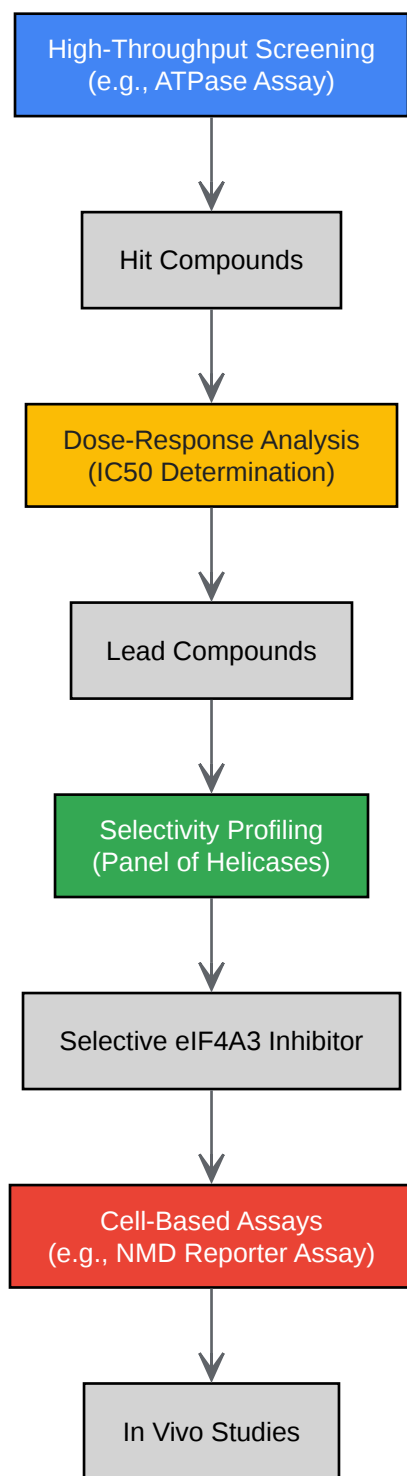 High-Throughput Screening
(e.g., ATPase Assay)
Hit Compounds
Dose-Response Analysis
(IC50 Determination)
Lead Compounds
Selectivity Profiling
(Panel of Helicases)
Selective eIF4A3 Inhibitor
Cell-Based Assays
(e.g., NMD Reporter Assay)
In Vivo Studies